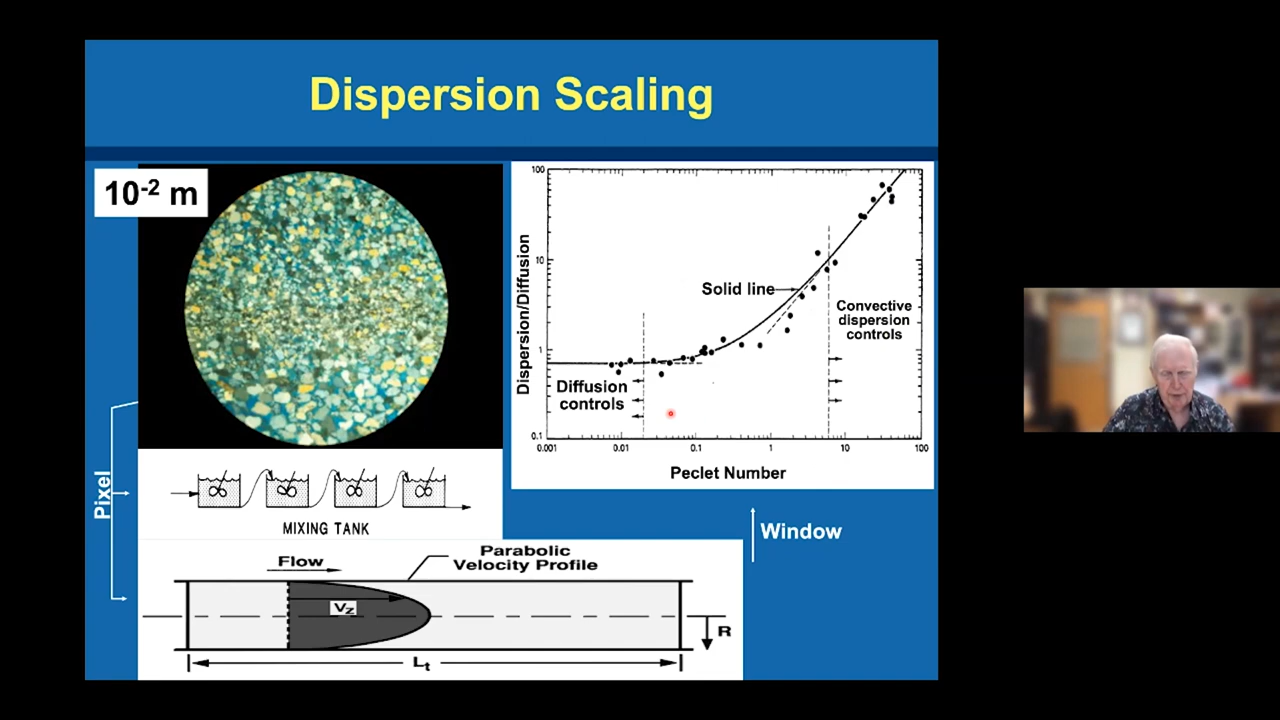 Dispersion Scaling
10-2 m
Pixel
MIXING TANK
Flow
Parabolic
Velocity Profile
Vz
R
Lt
Dispersion/Diffusion
100
10
1
0.1
Solid line
Convective
dispersion
controls
Diffusion
controls
0.001
0.01
0.1
1
10
100
Peclet Number
Window